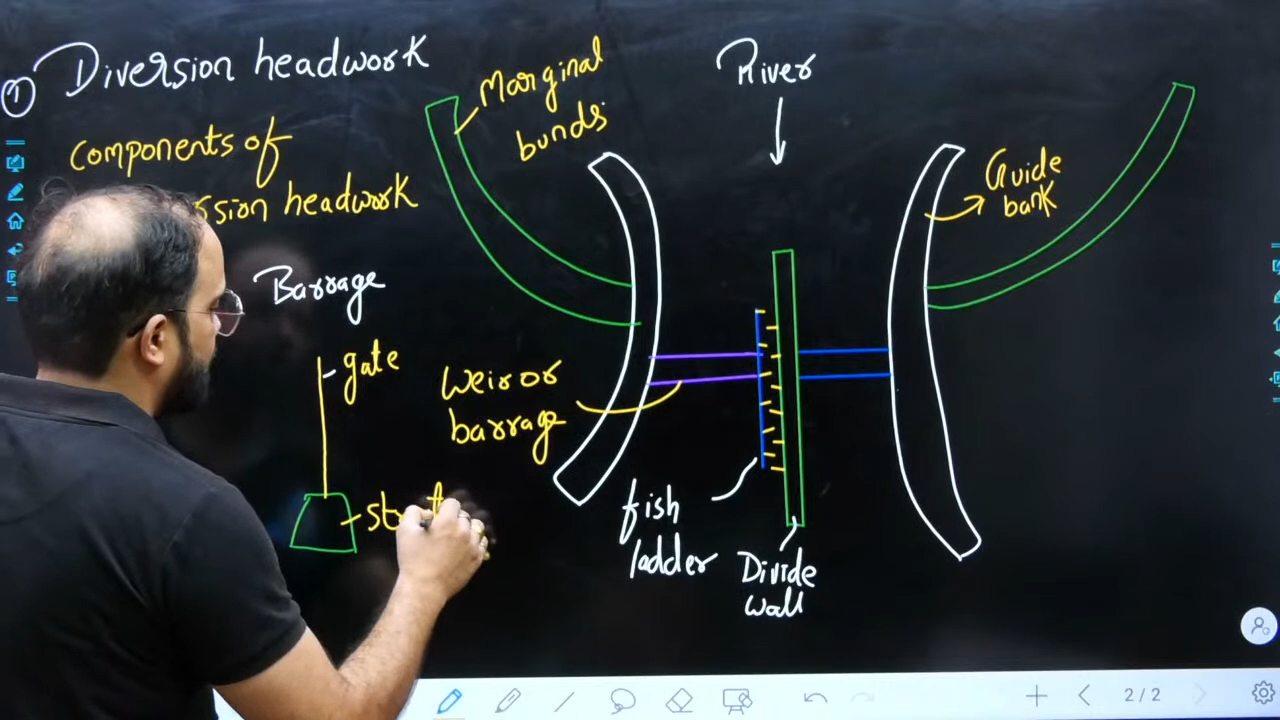 ① Diversion headwork
Components of
sion headwork
Barrage
gate
Marginal
bunds
River
Guide
bank
Weir or
barrage
fish
ladder
Divide
wall
2/2